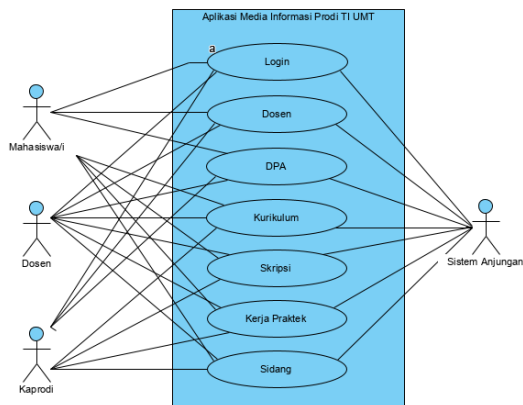 Aplikasi Media Informasi Prodi TI UMT
a
Login
Dosen
DPA
Kurikulum
Skripsi
Kerja Praktek
Sidang
Mahasiswa/i
Dosen
Kaprodi
Sistem Anjungan